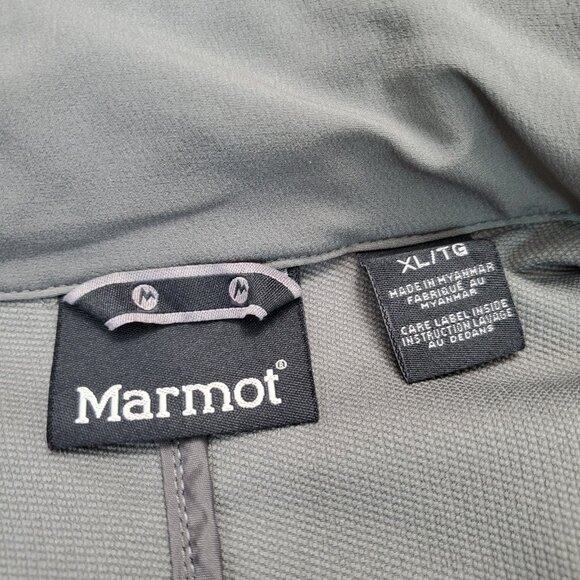 Marmot®
XL/TG
MADE IN MYANMAR
FABRIQUÉ AU
MYANMAR
CARE LABEL INSIDE
INSTRUCTION LAVAGE
AU DEDANS